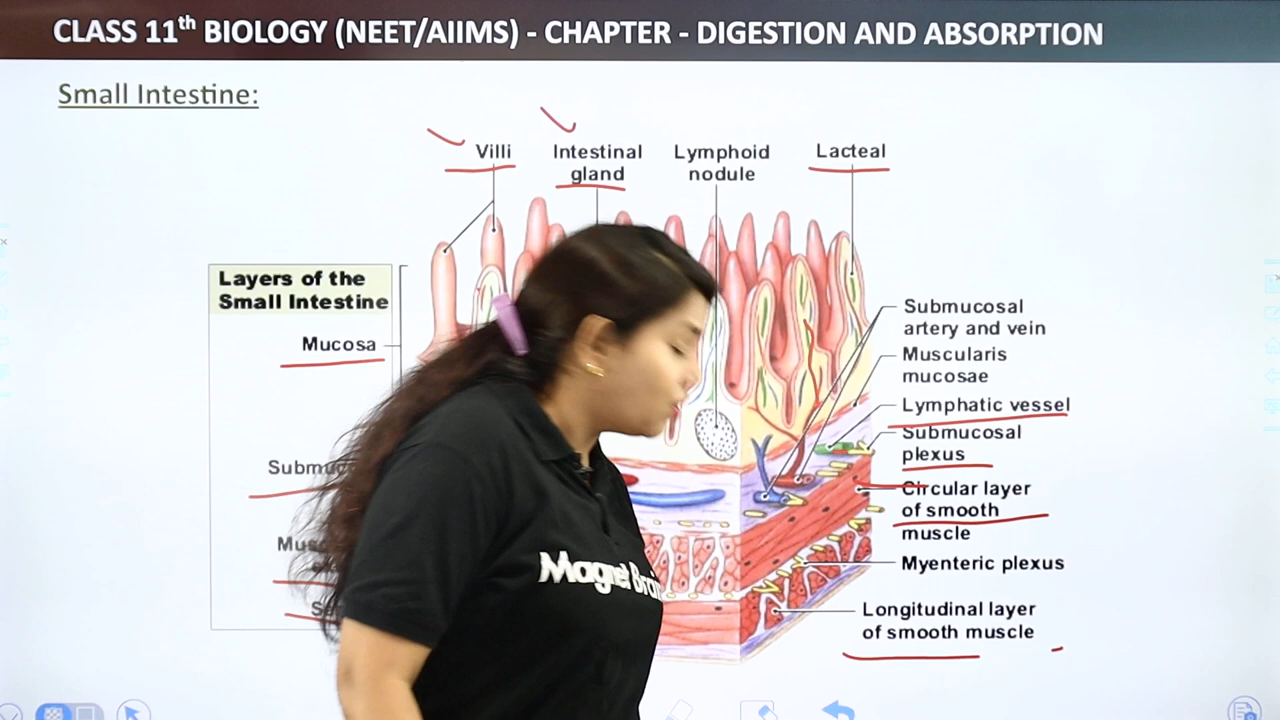 CLASS 11th BIOLOGY (NEET/AIIMS) - CHAPTER - DIGESTION AND ABSORPTION
Small Intestine:
Villi
Intestinal
gland
Lymphoid
nodule
Lacteal
Layers of the
Small Intestine
Mucosa
Submucosal
artery and vein
Muscularis
mucosae
Lymphatic vessel
Submucosal
plexus
Circular layer
of smooth
muscle
Myenteric plexus
Longitudinal layer
of smooth muscle